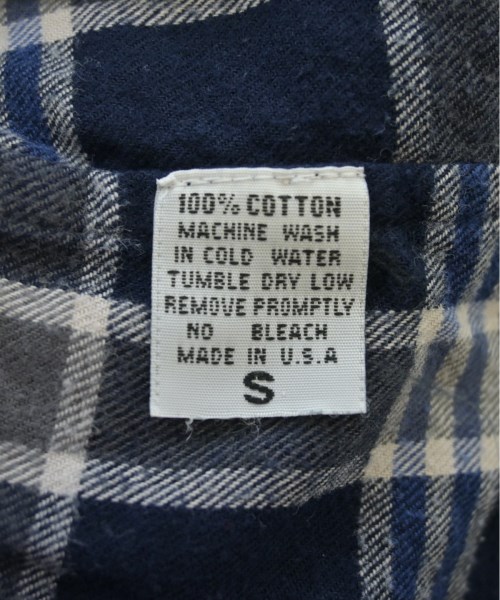 100% COTTON
MACHINE WASH
IN COLD WATER
TUMBLE DRY LOW
REMOVE PROMPTLY
NO BLEACH
MADE IN U.S.A
S